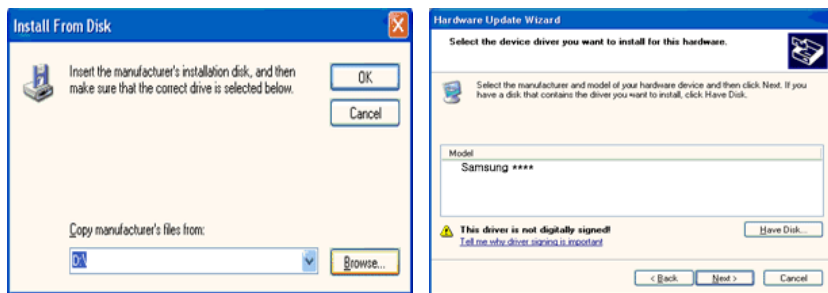 Install From Disk
Insert the manufacturer's installation disk, and then
make sure that the correct drive is selected below.
OK
Cancel
Copy manufacturer's files from:
D:\
Browse...
Hardware Update Wizard
Select the device driver you want to install for this hardware.
Select the manufacturer and model of your hardware device and then click Next. If you
have a disk that contains the driver you want to install, click Have Disk.
Model
Samsung ****
This driver is not digitally signed!
Tell me why driver signing is important
Have Disk...
< Back
Next >
Cancel